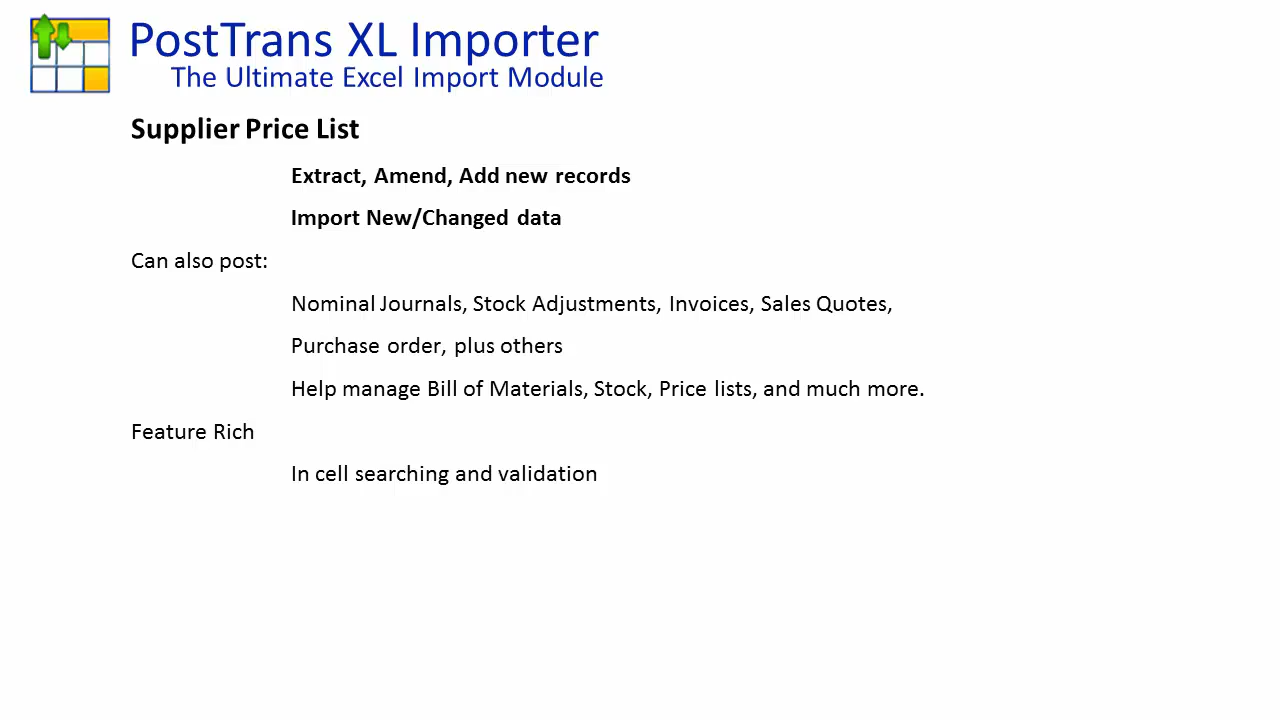 PostTrans XL Importer
The Ultimate Excel Import Module
Supplier Price List
Extract, Amend, Add new records
Import New/Changed data
Can also post:
Nominal Journals, Stock Adjustments, Invoices, Sales Quotes,
Purchase order, plus others
Help manage Bill of Materials, Stock, Price lists, and much more.
Feature Rich
In cell searching and validation